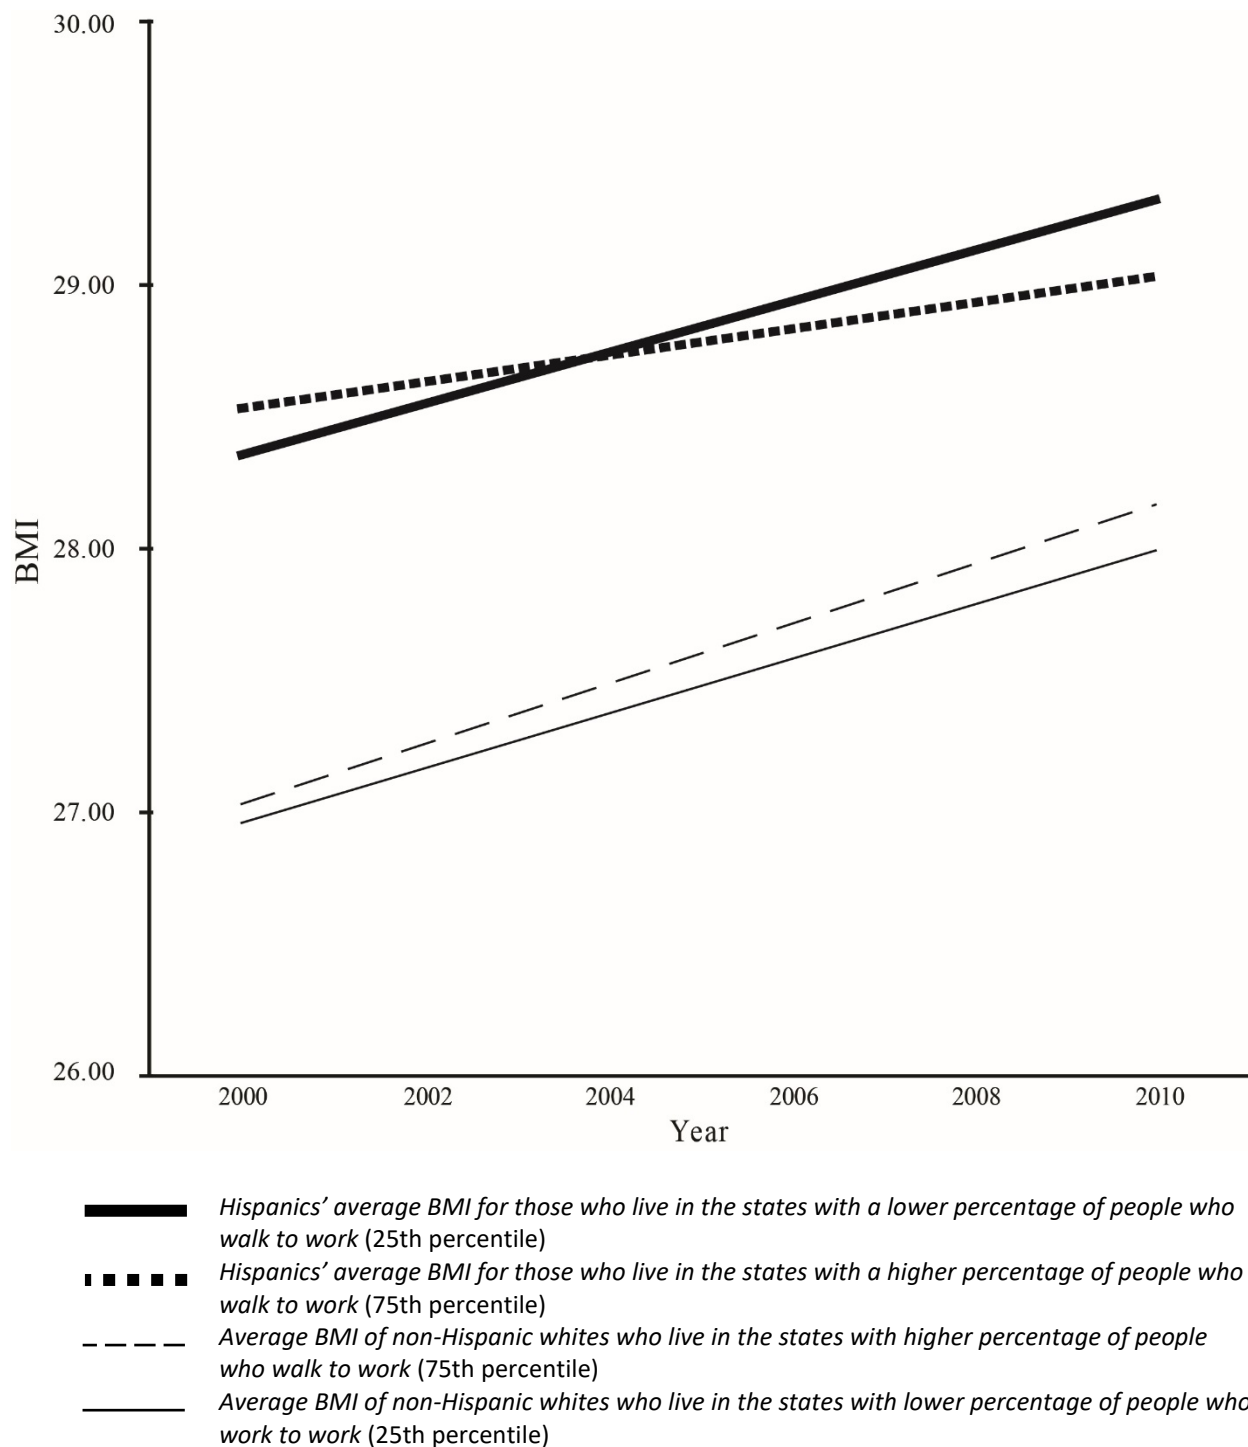 30.00
29.00
28.00
27.00
26.00
BMI
2000 2002 2004 2006 2008 2010
Year
Hispanics’ average BMI for those who live in the states with a lower percentage of people who
walk to work (25th percentile)
Hispanics’ average BMI for those who live in the states with a higher percentage of people who
walk to work (75th percentile)
Average BMI of non-Hispanic whites who live in the states with higher percentage of people
who walk to work (75th percentile)
Average BMI of non-Hispanic whites who live in the states with lower percentage of people who
work to work (25th percentile)